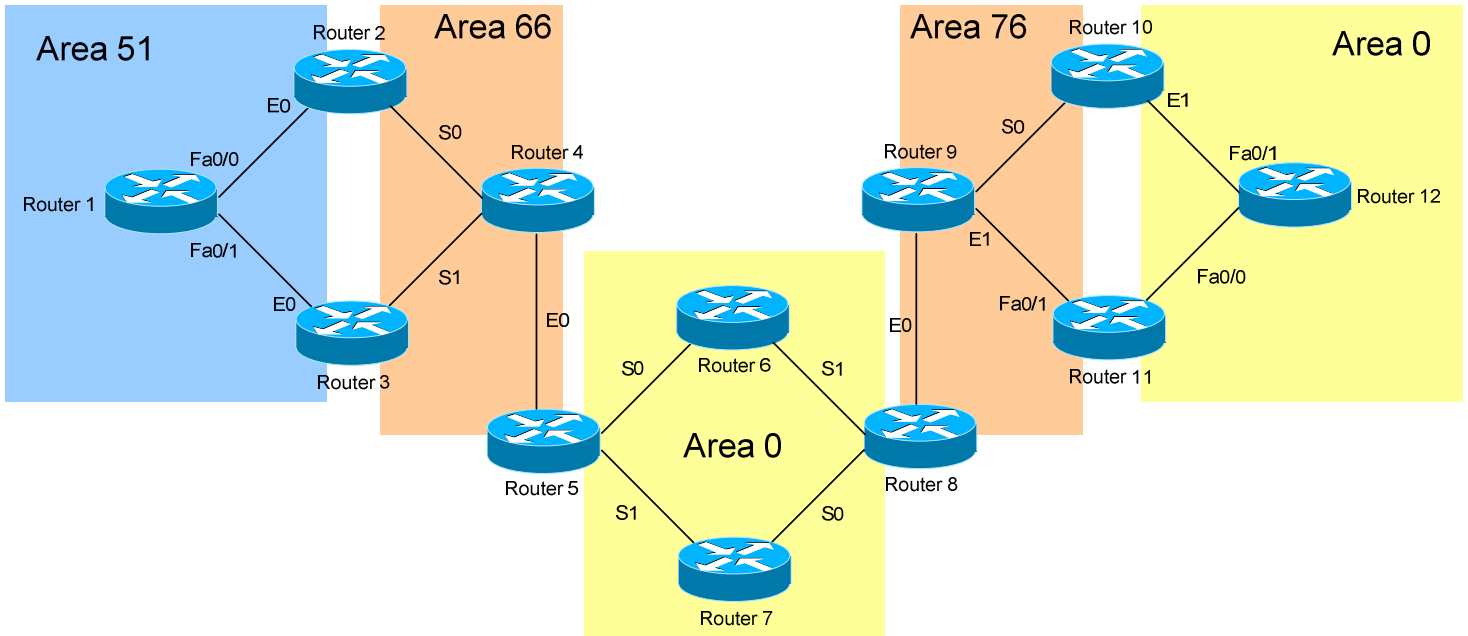 Area 51
Router 2
E0
Fa0/0
Router 1
Fa0/1
E0
Router 3
Area 66
S0
Router 4
S1
E0
Router 5
Area 0
S0
Router 6
S1
S1
S0
Router 7
Area 76
Router 10
Router 9
S0
E1
E0
Fa0/1
Router 8
Router 11
Area 0
E1
Fa0/1
Router 12
Fa0/0